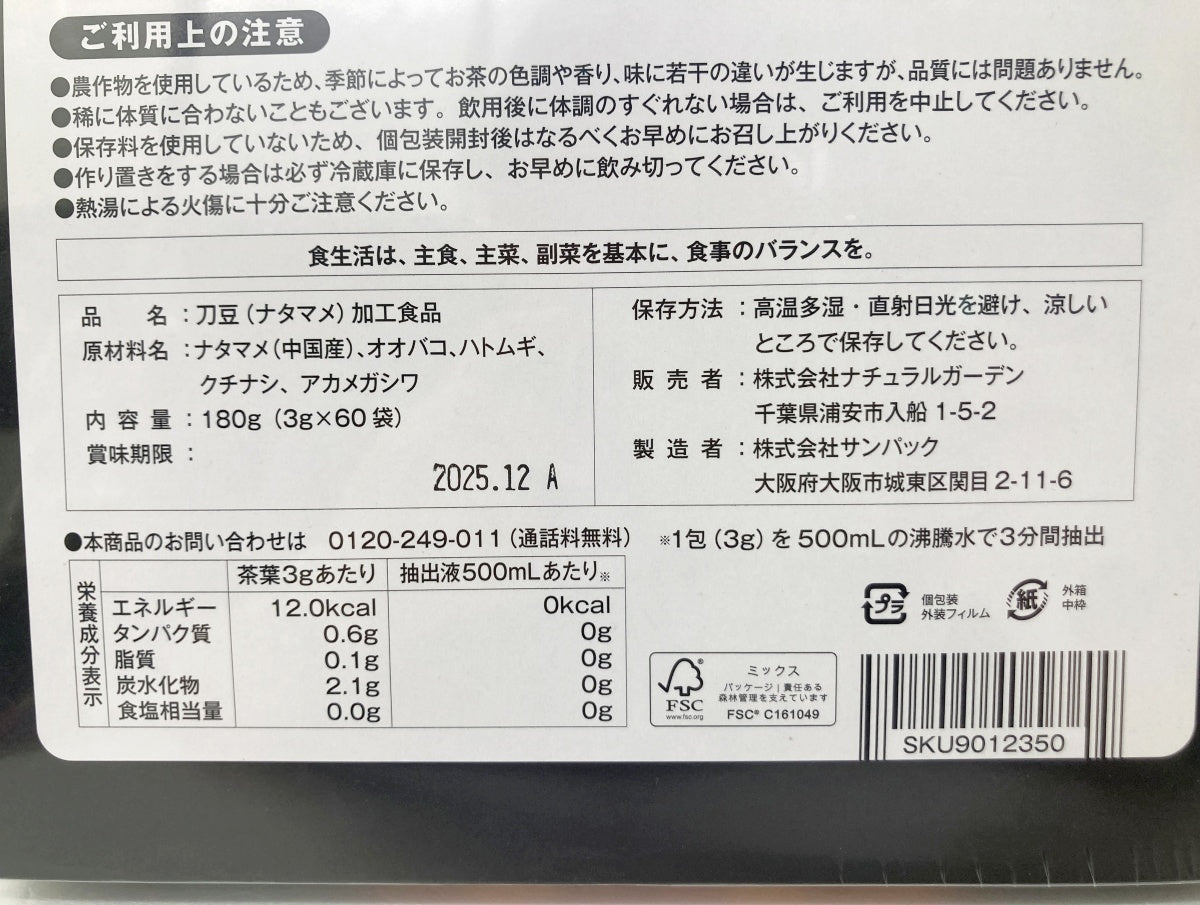 ご利用上の注意
●農作物を使用しているため、季節によってお茶の色調や香り、味に若干の違いが生じますが、品質には問題ありません。
●稀に体質に合わないこともございます。飲用後に体調のすぐれない場合は、ご利用を中止してください。
●保存料を使用していないため、個包装開封後はなるべくお早めにお召し上がりください。
●作り置きをする場合は必ず冷蔵庫に保存し、お早めに飲み切ってください。
●熱湯による火傷に十分ご注意ください。
食生活は、主食、主菜、副菜を基本に、食事のバランスを。
品 名：刀豆（ナタマメ）加工食品
原材料名：ナタマメ（中国産）、オオバコ、ハトムギ、
クチナシ、アカメガシワ
内容量：180g（3g×60袋）
賞味期限：
2025.12 A
保存方法：高温多湿・直射日光を避け、涼しい
ところで保存してください。
販売者：株式会社ナチュラルガーデン
千葉県浦安市入船 1-5-2
製造者：株式会社サンパック
大阪府大阪市城東区関目 2-11-6
●本商品のお問い合わせは 0120-249-011（通話料無料）
※1包（3g）を500mLの沸騰水で3分間抽出
栄養成分表示
茶葉3gあたり 抽出液500mLあたり※
エネルギー 12.0kcal 0kcal
タンパク質 0.6g 0g
脂質 0.1g 0g
炭水化物 2.1g 0g
食塩相当量 0.0g 0g
プラ
個包装
外装フィルム
紙
外箱
中枠
FSC®
www.fsc.org
ミックス
パッケージ｜責任ある
森林管理を支えています
FSC® C161049
SKU9012350